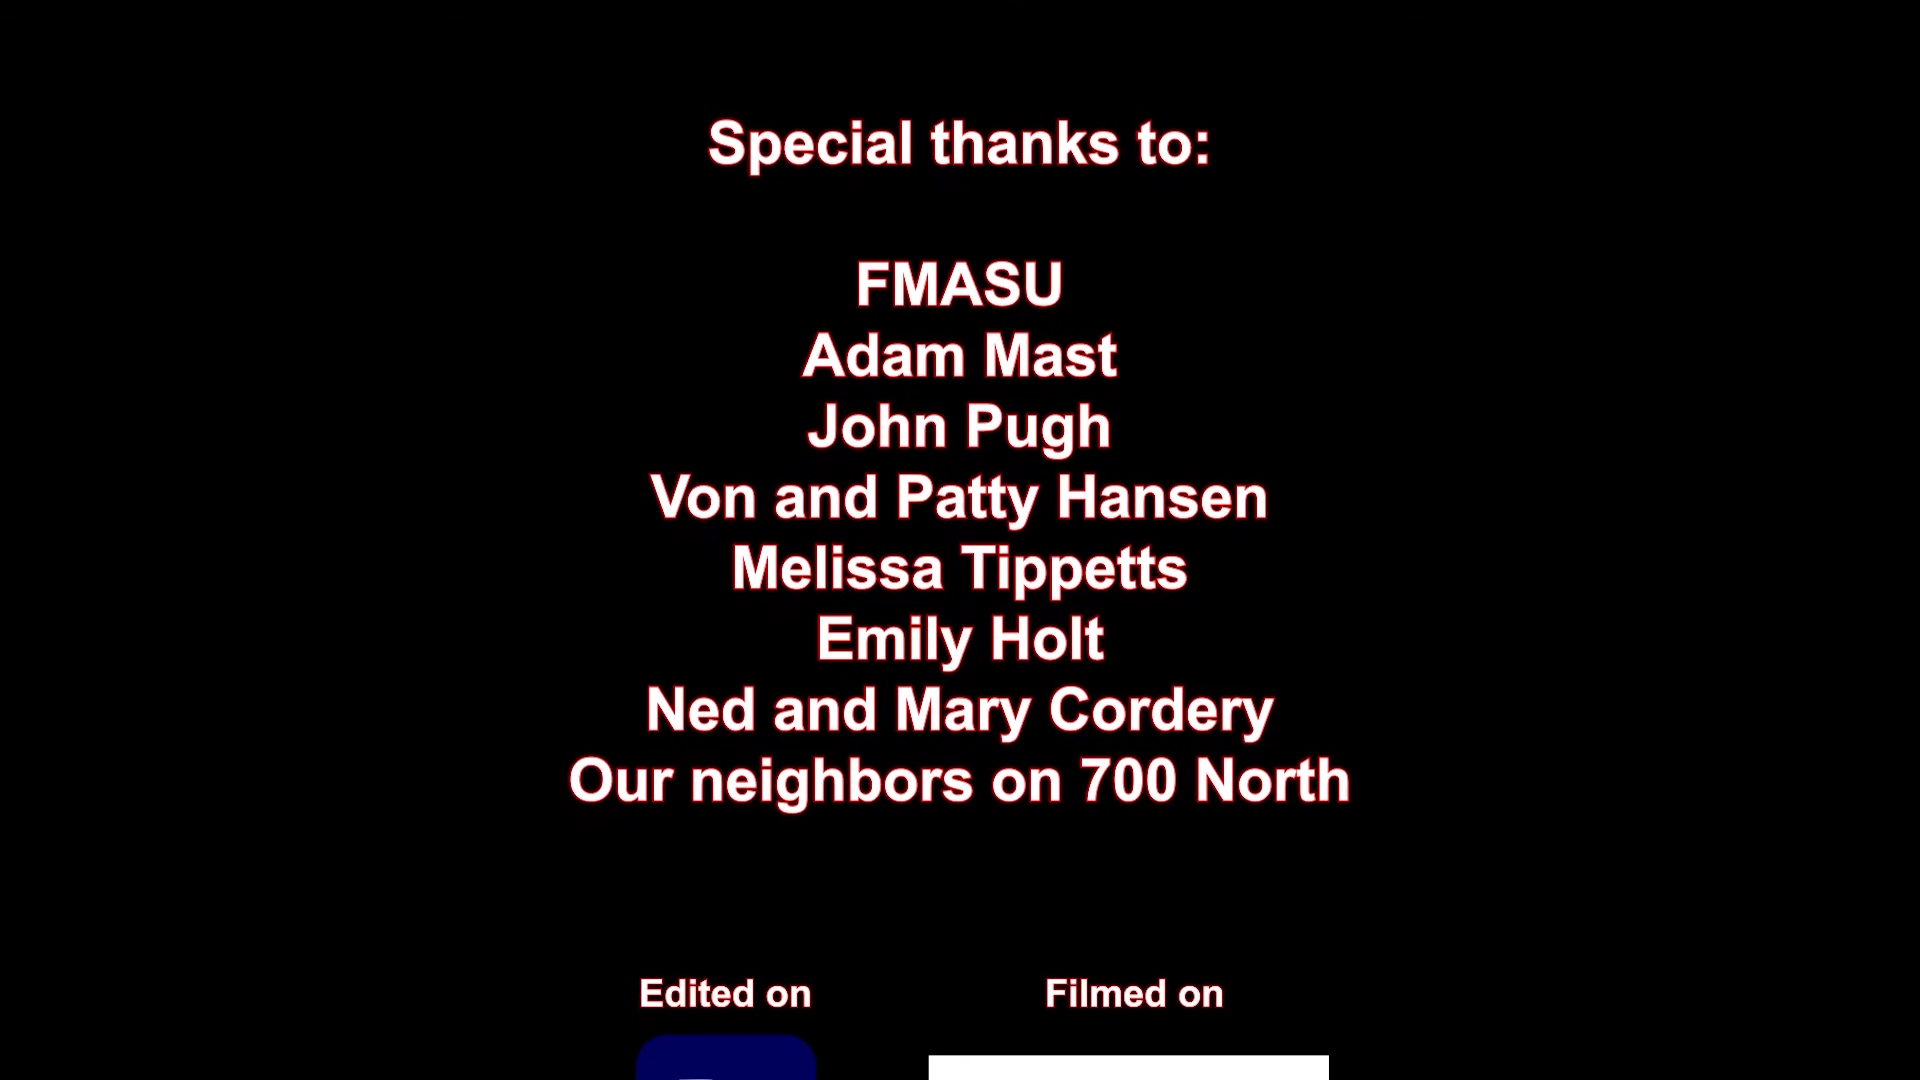 Special thanks to:
FMASU
Adam Mast
John Pugh
Von and Patty Hansen
Melissa Tippetts
Emily Holt
Ned and Mary Cordery
Our neighbors on 700 North
Edited on
Filmed on